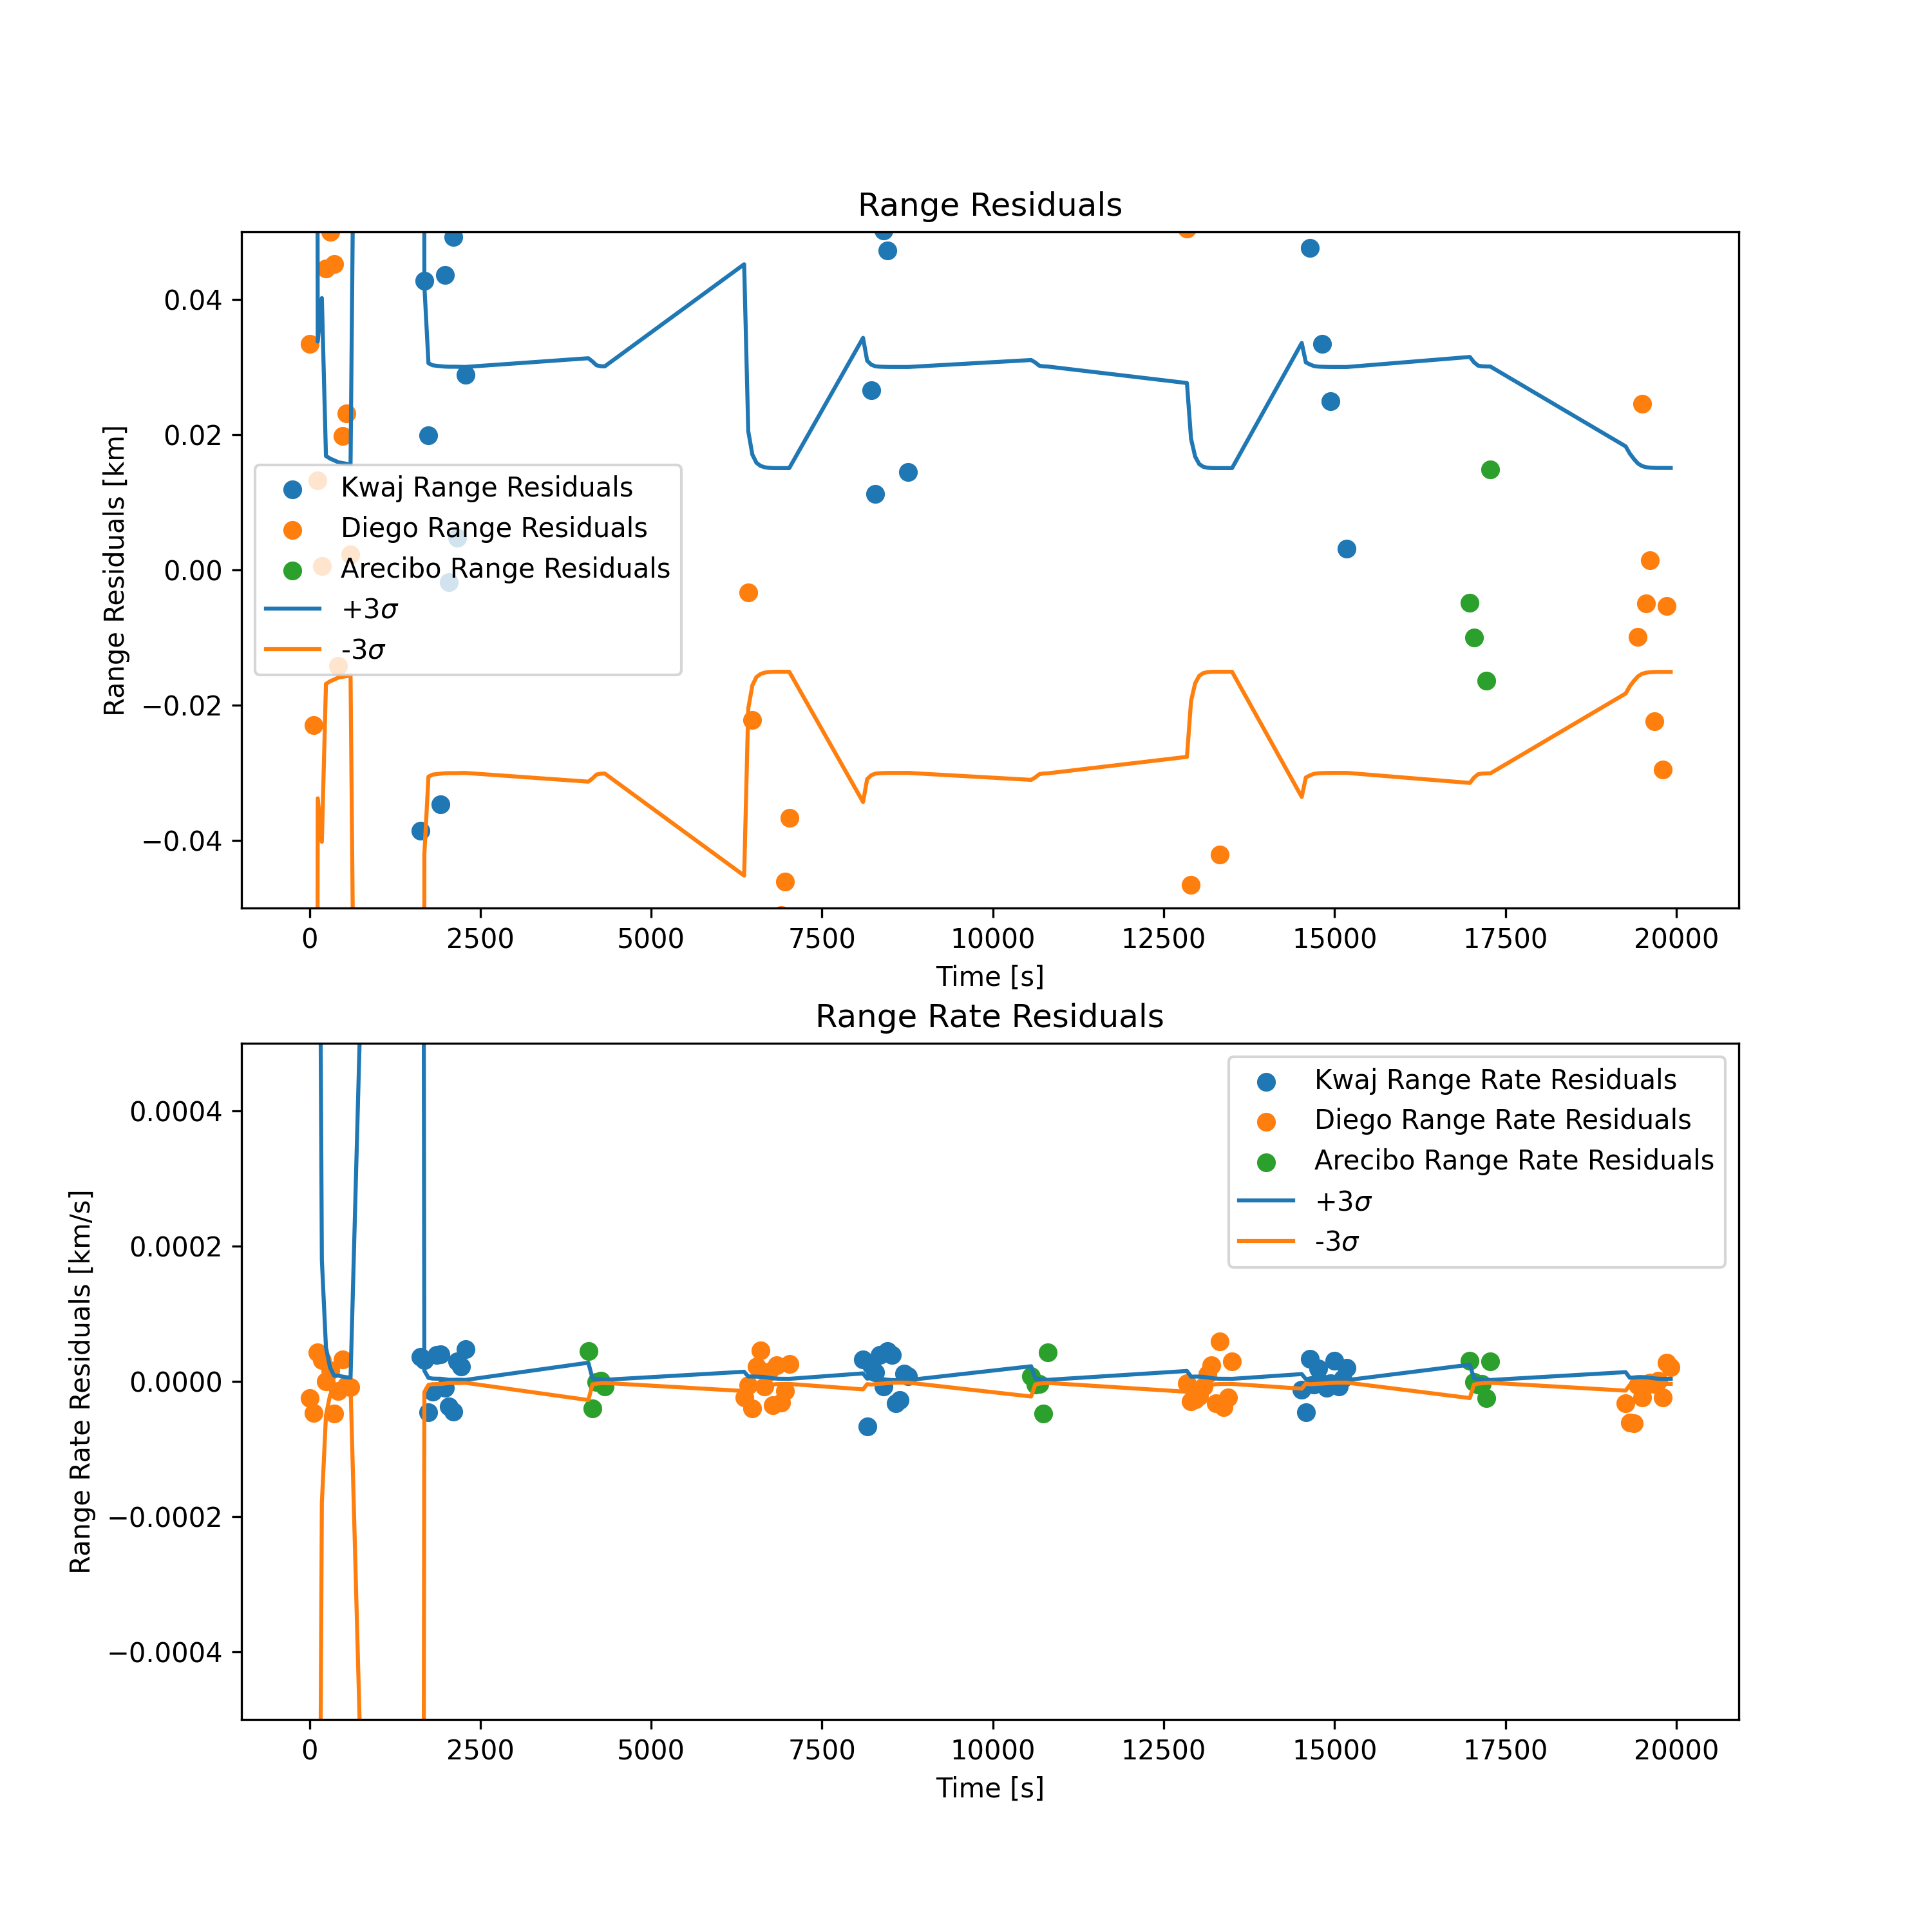 Range Residuals
Range Residuals [km]
0.04
0.02
0.00
−0.02
−0.04
Kwaj Range Residuals
Diego Range Residuals
Arecibo Range Residuals
+3σ
-3σ
0 2500 5000 7500 10000 12500 15000 17500 20000
Time [s]
Range Rate Residuals
Range Rate Residuals [km/s]
0.0004
0.0002
0.0000
−0.0002
−0.0004
Kwaj Range Rate Residuals
Diego Range Rate Residuals
Arecibo Range Rate Residuals
+3σ
-3σ
0 2500 5000 7500 10000 12500 15000 17500 20000
Time [s]